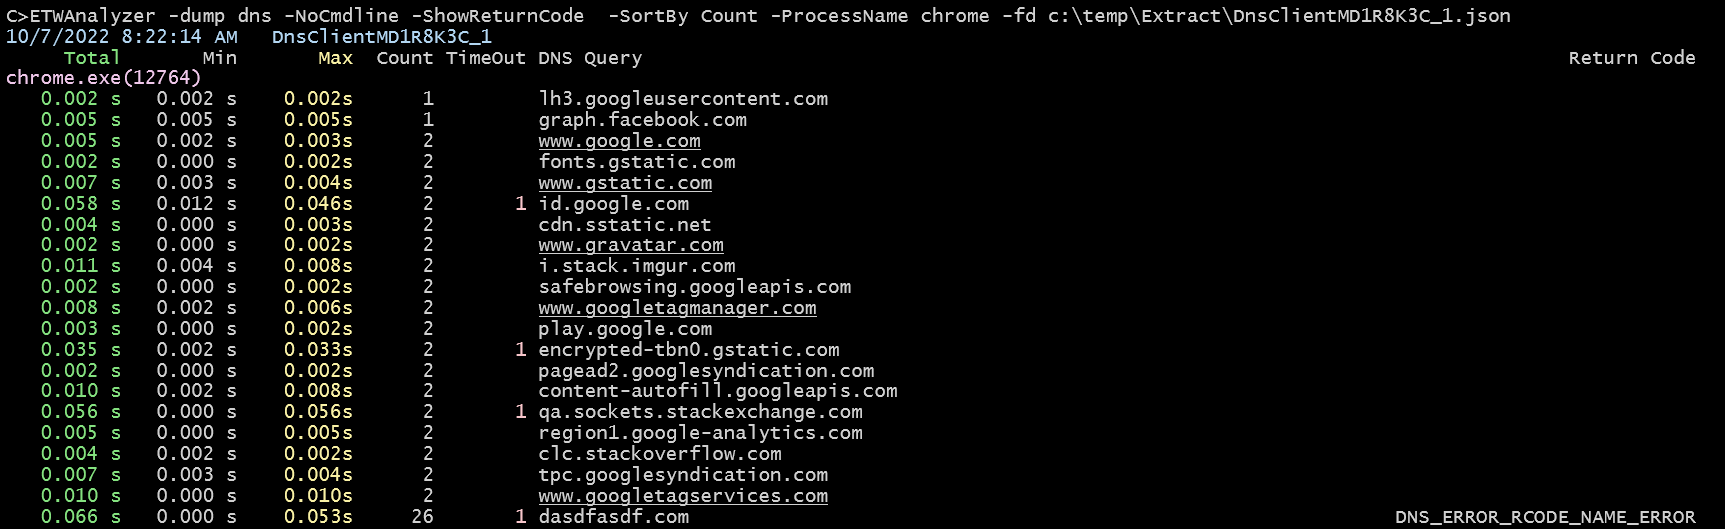 C>ETWAnalyzer -dump dns -NoCmdline -ShowReturnCode  -SortBy Count -ProcessName chrome -fd c:\temp\Extract\DnsClientMD1R8K3C_1.json
10/7/2022 8:22:14 AM   DnsClientMD1R8K3C_1
Total Min Max Count TimeOut DNS Query Return Code
chrome.exe(12764)
0.002 s 0.002 s 0.002s 1 lh3.googleusercontent.com
0.005 s 0.005 s 0.005s 1 graph.facebook.com
0.005 s 0.002 s 0.003s 2 www.google.com
0.002 s 0.000 s 0.002s 2 fonts.gstatic.com
0.007 s 0.003 s 0.004s 2 www.gstatic.com
0.058 s 0.012 s 0.046s 2 1 id.google.com
0.004 s 0.000 s 0.003s 2 cdn.sstatic.net
0.002 s 0.000 s 0.002s 2 www.gravatar.com
0.011 s 0.004 s 0.008s 2 i.stack.imgur.com
0.002 s 0.000 s 0.002s 2 safebrowsing.googleapis.com
0.008 s 0.002 s 0.006s 2 www.googletagmanager.com
0.003 s 0.000 s 0.002s 2 play.google.com
0.035 s 0.002 s 0.033s 2 1 encrypted-tbn0.gstatic.com
0.002 s 0.000 s 0.002s 2 pagead2.googlesyndication.com
0.010 s 0.002 s 0.008s 2 content-autofill.googleapis.com
0.056 s 0.000 s 0.056s 2 1 qa.sockets.stackexchange.com
0.005 s 0.000 s 0.005s 2 region1.google-analytics.com
0.004 s 0.002 s 0.002s 2 clc.stackoverflow.com
0.007 s 0.003 s 0.004s 2 tpc.googlesyndication.com
0.010 s 0.000 s 0.010s 2 www.googletagservices.com
0.066 s 0.000 s 0.053s 26 1 dasdfasdf.com DNS_ERROR_RCODE_NAME_ERROR